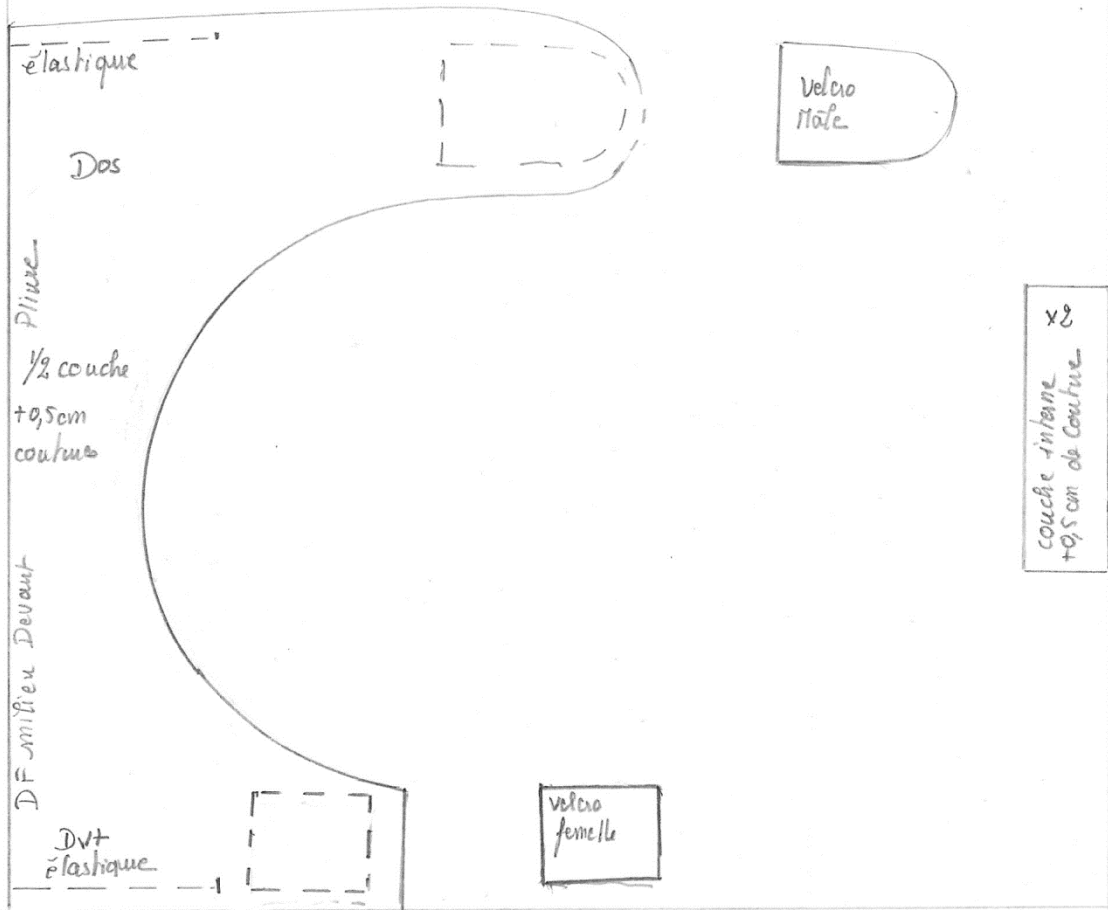 élastique
Velcro
Mâle
Dos
Pliure
1/2 couche
+0,5cm
coutures
DF milieu Devant
Dvt
élastique
velcro
femelle
x2
couche interne
+0,5 cm de couture